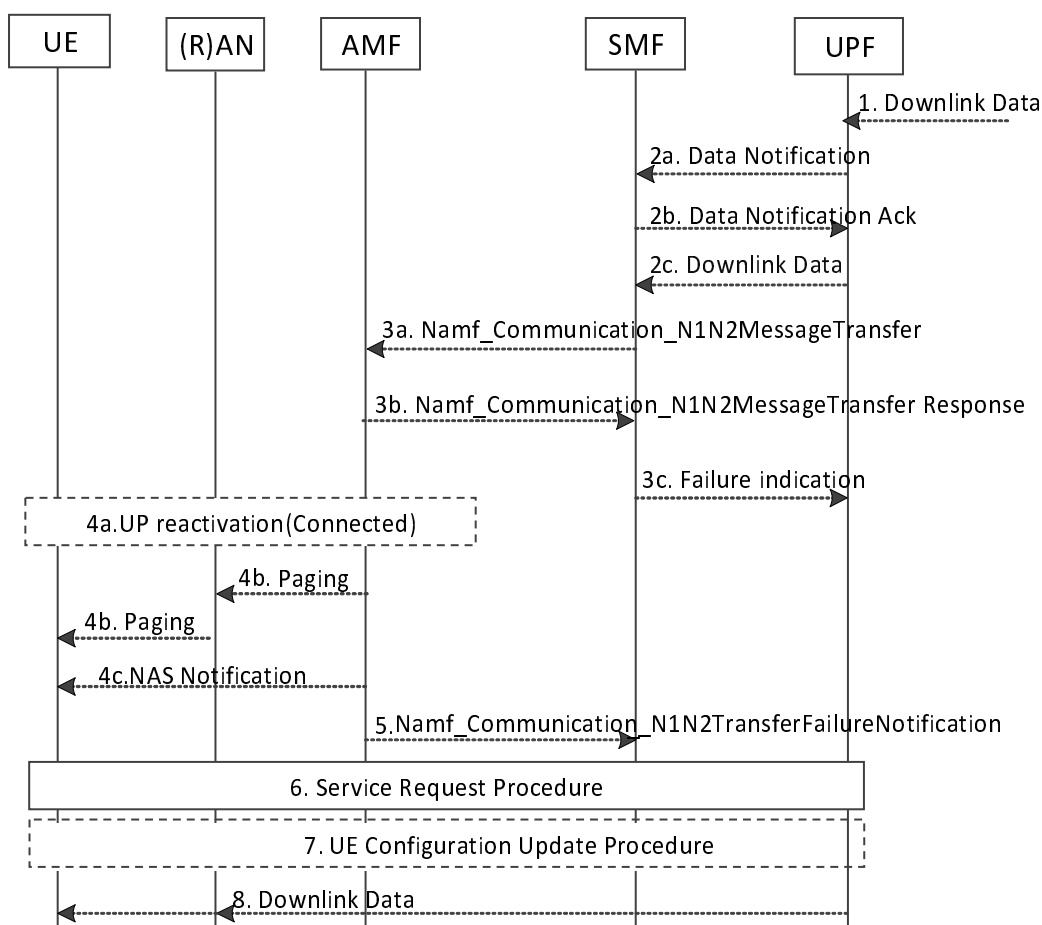 UE
(R)AN
AMF
SMF
UPF
1. Downlink Data
2a. Data Notification
2b. Data Notification Ack
2c. Downlink Data
3a. Namf_Communication_N1N2MessageTransfer
3b. Namf_Communication_N1N2MessageTransfer Response
3c. Failure indication
4a.UP reactivation(Connected)
4b. Paging
4b. Paging
4c.NAS Notification
5.Namf_Communication_N1N2TransferFailureNotification
6. Service Request Procedure
7. UE Configuration Update Procedure
8. Downlink Data